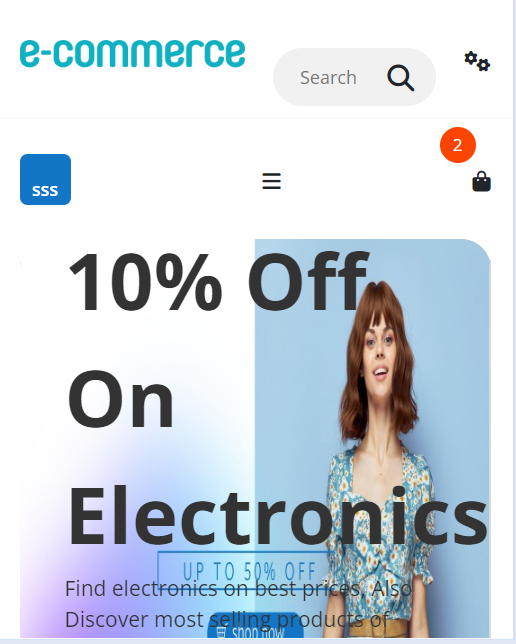 e-commerce
Search
2
sss
10% Off
On
Electronics
UP TO 50% OFF
Find electronics on best prices, Also
Discover most selling products of
shop now